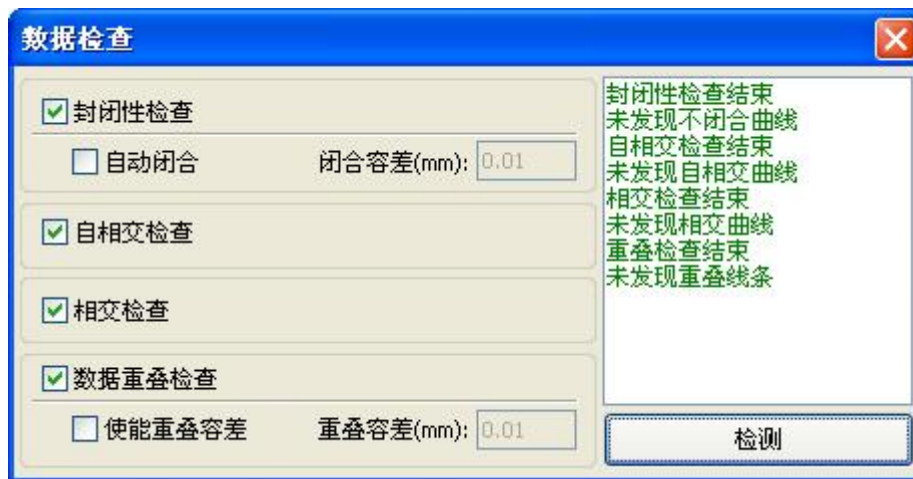 数据检查
封闭性检查
自动闭合 闭合容差(mm): 0.01
自相交检查
相交检查
数据重叠检查
使能重叠容差 重叠容差(mm): 0.01
封闭性检查结束
未发现不闭合曲线
自相交检查结束
未发现自相交曲线
相交检查结束
未发现相交曲线
重叠检查结束
未发现重叠线条
检测